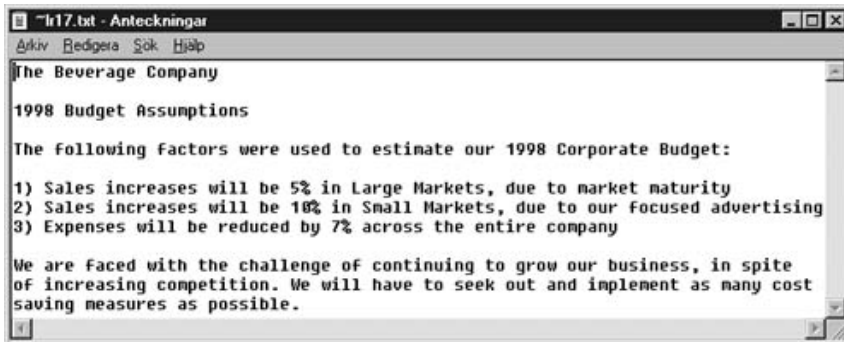 ~lr17.txt - Anteckningar
Arkiv Redigera Sök Hjälp
The Beverage Company
1998 Budget Assumptions
The following factors were used to estimate our 1998 Corporate Budget:
1) Sales increases will be 5% in Large Markets, due to market maturity
2) Sales increases will be 10% in Small Markets, due to our focused advertising
3) Expenses will be reduced by 7% across the entire company
We are faced with the challenge of continuing to grow our business, in spite
of increasing competition. We will have to seek out and implement as many cost
saving measures as possible.